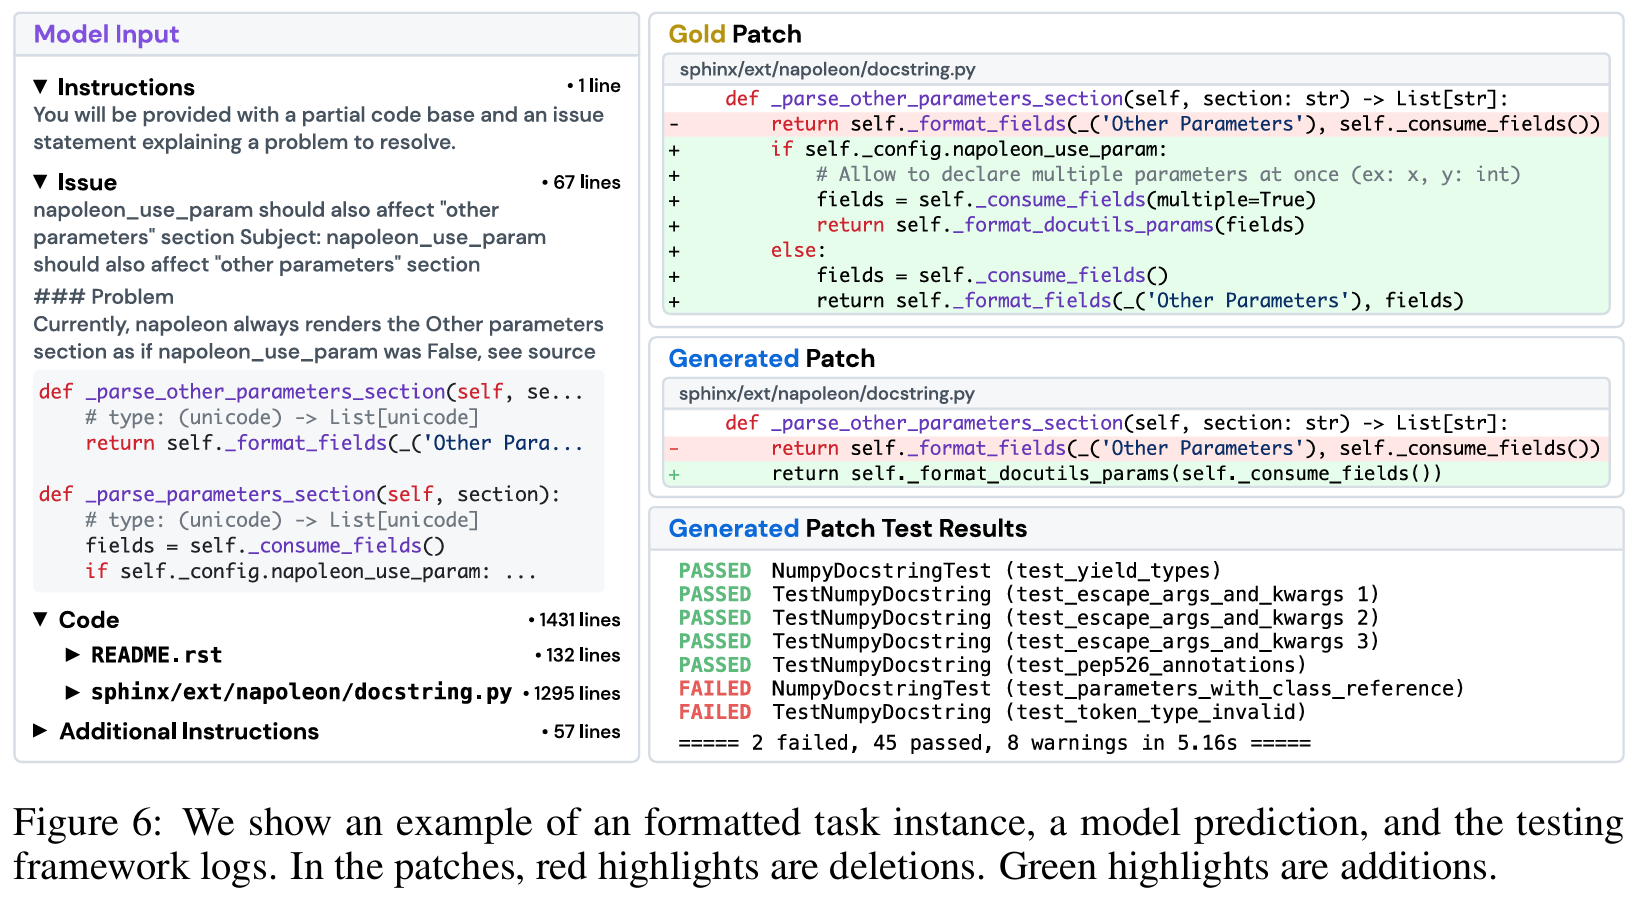 Model Input
▼ Instructions • 1 line
You will be provided with a partial code base and an issue
statement explaining a problem to resolve.
▼ Issue • 67 lines
napoleon_use_param should also affect "other
parameters" section Subject: napoleon_use_param
should also affect "other parameters" section
### Problem
Currently, napoleon always renders the Other parameters
section as if napoleon_use_param was False, see source
def _parse_other_parameters_section(self, se...
    # type: (unicode) -> List[unicode]
    return self._format_fields(_('Other Para...
def _parse_parameters_section(self, section):
    # type: (unicode) -> List[unicode]
    fields = self._consume_fields()
    if self._config.napoleon_use_param: ...
▼ Code • 1431 lines
▶ README.rst • 132 lines
▶ sphinx/ext/napoleon/docstring.py • 1295 lines
▶ Additional Instructions • 57 lines
Gold Patch
sphinx/ext/napoleon/docstring.py
    def _parse_other_parameters_section(self, section: str) -> List[str]:
-        return self._format_fields(_('Other Parameters'), self._consume_fields())
+        if self._config.napoleon_use_param:
+            # Allow to declare multiple parameters at once (ex: x, y: int)
+            fields = self._consume_fields(multiple=True)
+            return self._format_docutils_params(fields)
+        else:
+            fields = self._consume_fields()
+            return self._format_fields(_('Other Parameters'), fields)
Generated Patch
sphinx/ext/napoleon/docstring.py
    def _parse_other_parameters_section(self, section: str) -> List[str]:
-        return self._format_fields(_('Other Parameters'), self._consume_fields())
+        return self._format_docutils_params(self._consume_fields())
Generated Patch Test Results
PASSED NumpyDocstringTest (test_yield_types)
PASSED TestNumpyDocstring (test_escape_args_and_kwargs 1)
PASSED TestNumpyDocstring (test_escape_args_and_kwargs 2)
PASSED TestNumpyDocstring (test_escape_args_and_kwargs 3)
PASSED TestNumpyDocstring (test_pep526_annotations)
FAILED NumpyDocstringTest (test_parameters_with_class_reference)
FAILED TestNumpyDocstring (test_token_type_invalid)
===== 2 failed, 45 passed, 8 warnings in 5.16s =====
Figure 6: We show an example of an formatted task instance, a model prediction, and the testing
framework logs. In the patches, red highlights are deletions. Green highlights are additions.